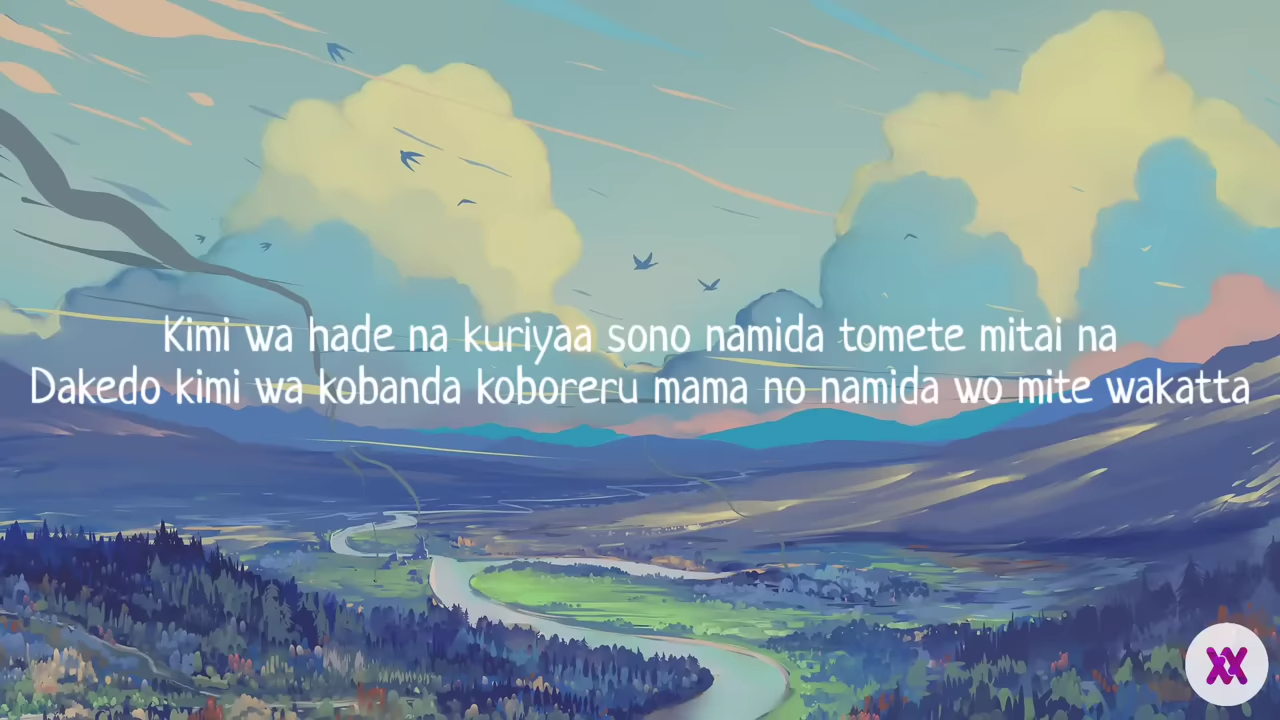 Kimi wa hade na kuriyaa sono namida tomete mitai na
Dakedo kimi wa kobanda koboreru mama no namida wo mite wakatta